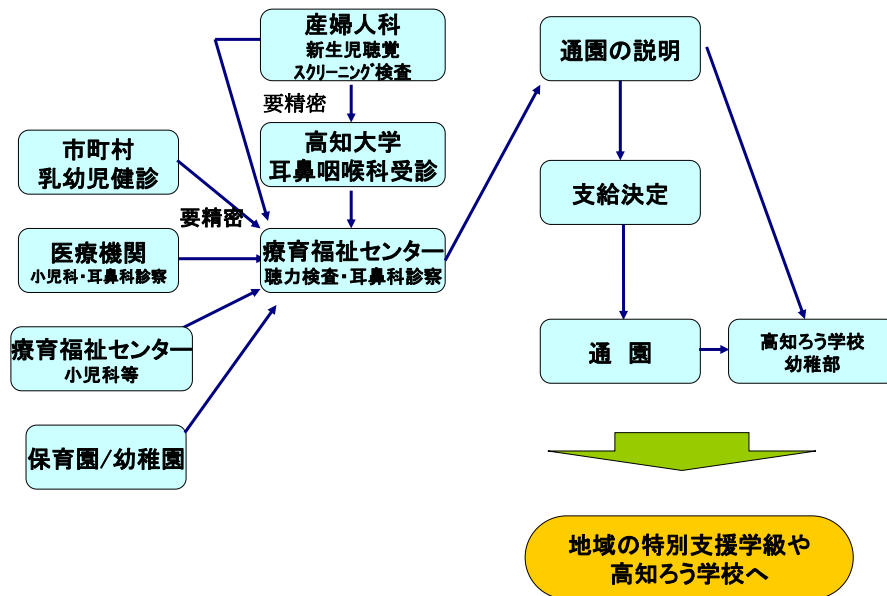 産婦人科
新生児聴覚
スクリーニング検査
要精密
高知大学
耳鼻咽喉科受診
市町村
乳幼児健診
要精密
医療機関
小児科・耳鼻科診察
療育福祉センター
聴力検査・耳鼻科診察
療育福祉センター
小児科等
保育園/幼稚園
通園の説明
支給決定
通 園
高知ろう学校
幼稚部
地域の特別支援学級や
高知ろう学校へ